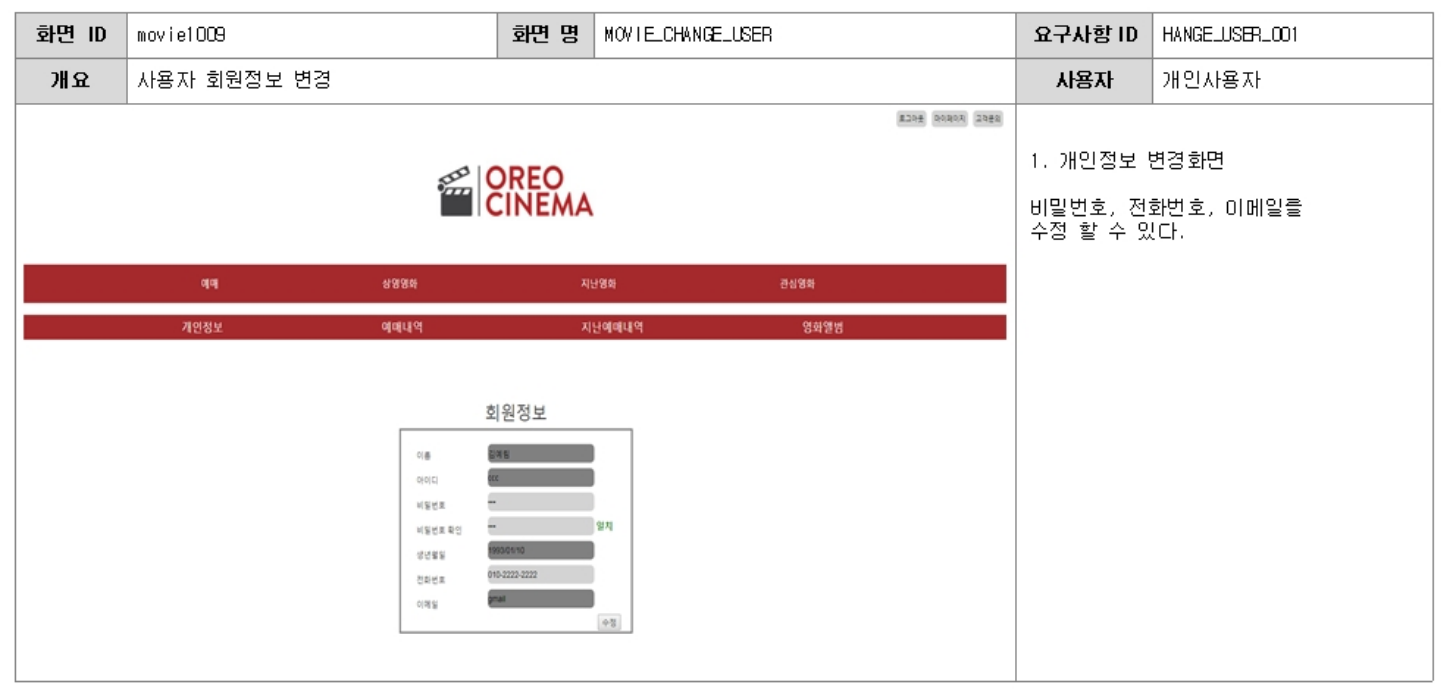 화면 ID movie1009 화면 명 MOVIE_CHANGE_USER 요구사항 ID HANGE_USER_001
개요 사용자 회원정보 변경 사용자 개인사용자
로그아웃 마이페이지 고객문의
OREO
CINEMA
예매 상영영화 지난영화 관심영화
개인정보 예매내역 지난예매내역 영화앨범
회원정보
이름
아이디 ccc
비밀번호 •••
비밀번호 확인 ••• 일치
생년월일 1993/01/10
전화번호 010-2222-2222
이메일 gmail
수정
1. 개인정보 변경화면
비밀번호, 전화번호, 이메일을
수정 할 수 있다.